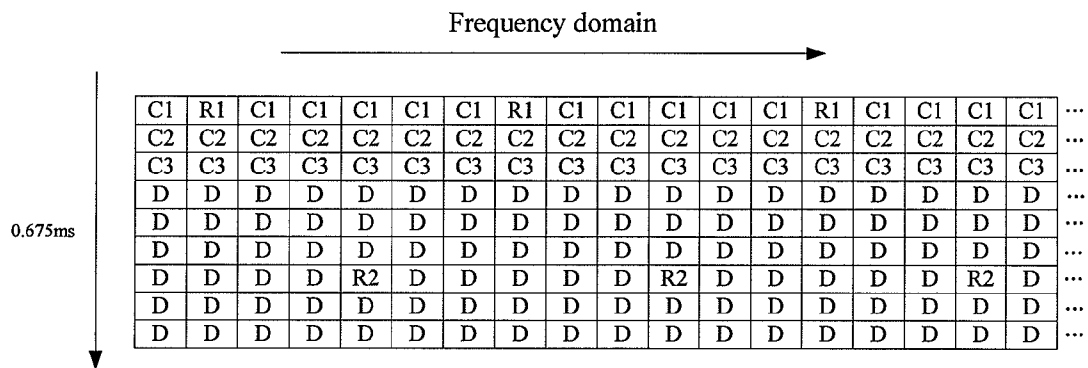 Frequency domain
C1 R1 C1 C1 C1 C1 C1 R1 C1 C1 C1 C1 C1 R1 C1 C1 C1 C1 ...
C2 C2 C2 C2 C2 C2 C2 C2 C2 C2 C2 C2 C2 C2 C2 C2 C2 C2 ...
C3 C3 C3 C3 C3 C3 C3 C3 C3 C3 C3 C3 C3 C3 C3 C3 C3 C3 ...
D D D D D D D D D D D D D D D D D D ...
0.675ms
D D D D D D D D D D D D D D D D D D ...
D D D D D D D D D D D D D D D D D D ...
D D D D R2 D D D D D R2 D D D D D R2 D ...
D D D D D D D D D D D D D D D D D D ...
D D D D D D D D D D D D D D D D D D ...